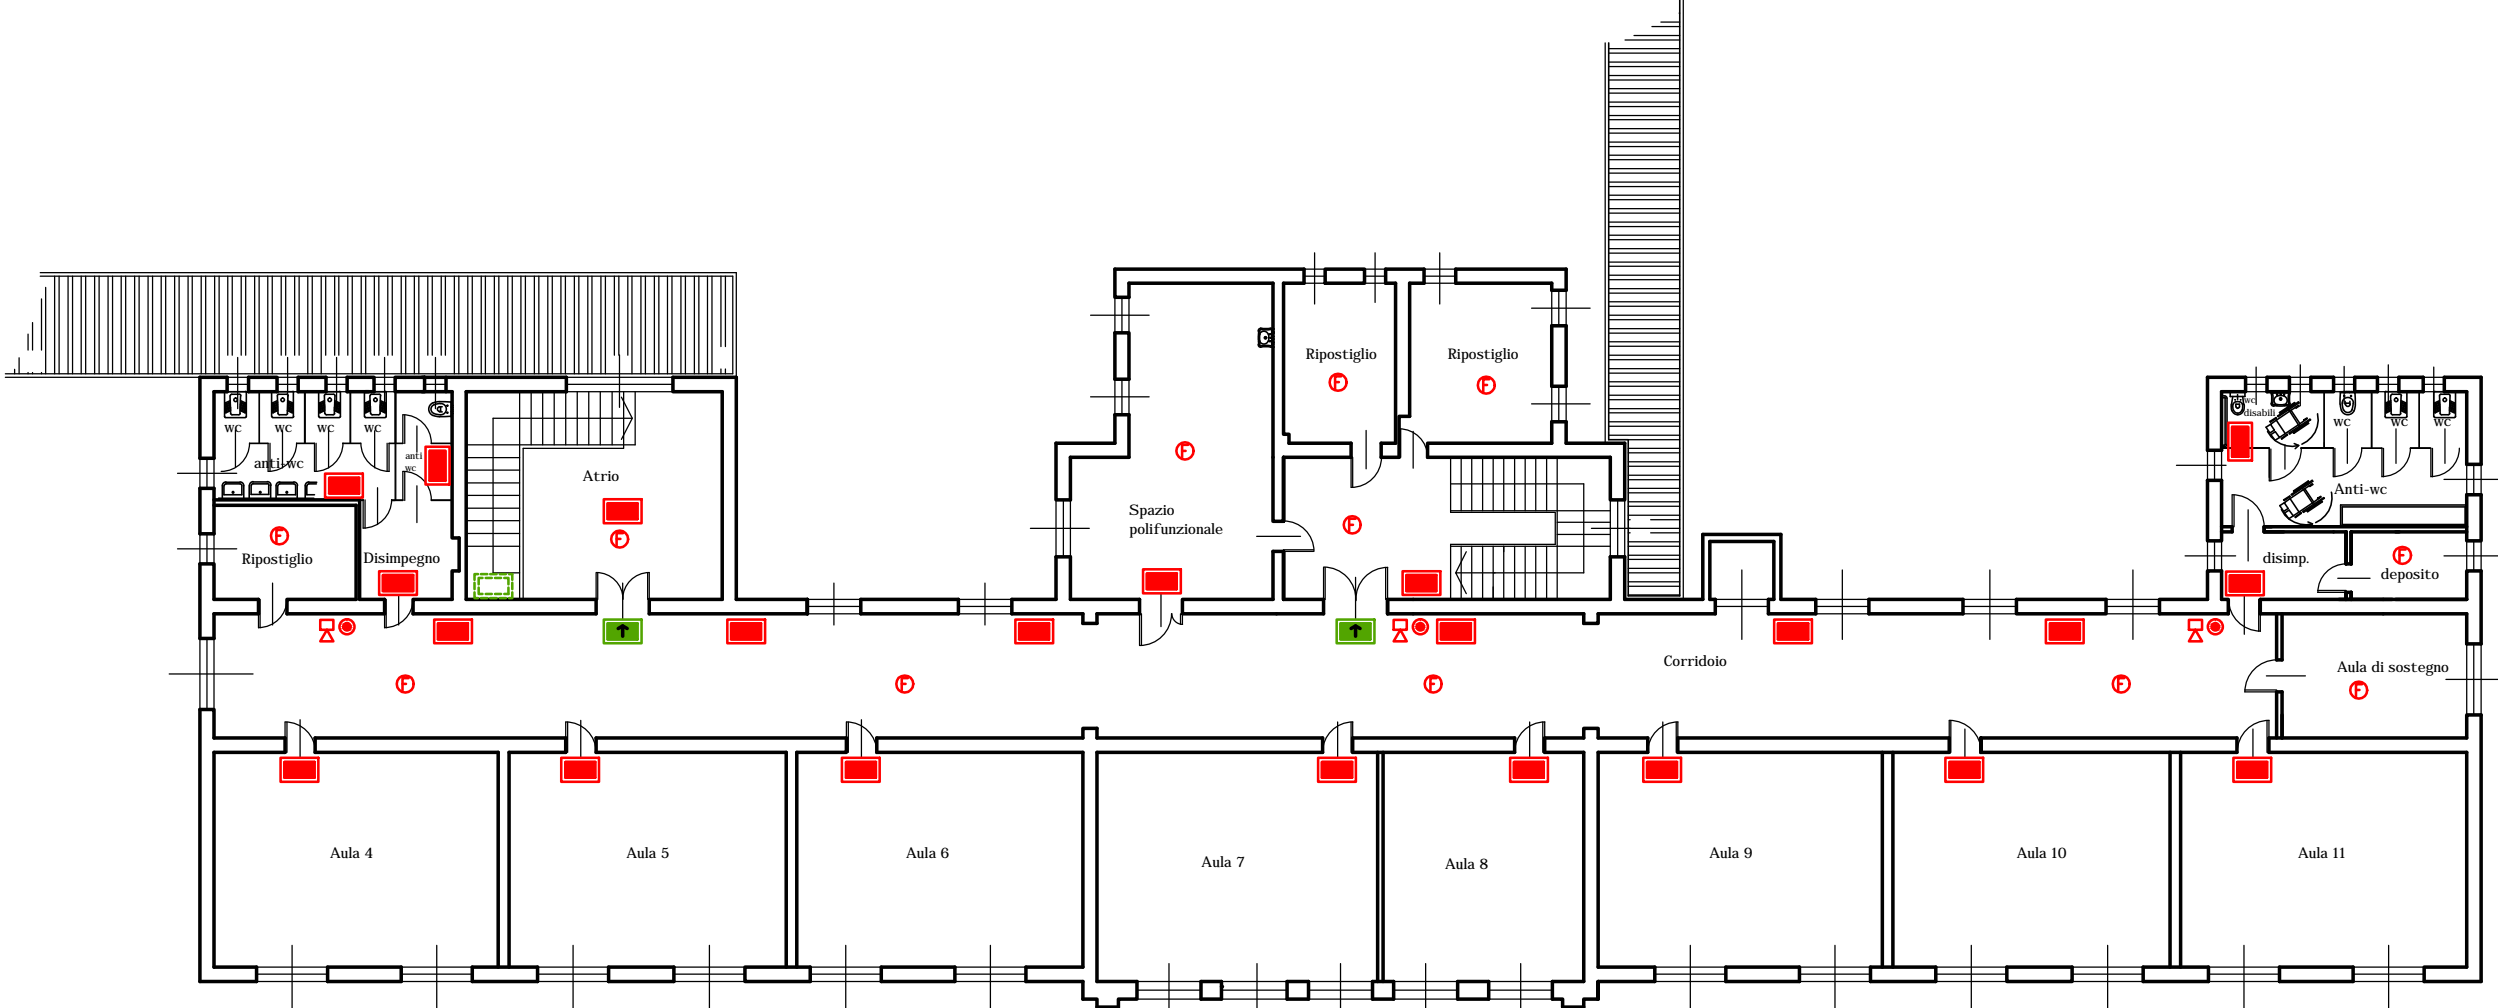 Ripostiglio
Ripostiglio
wc
disabili
wc
wc
wc
wc
wc
wc
wc
anti
wc
anti-wc
Atrio
Anti-wc
Spazio
polifunzionale
Ripostiglio
Disimpegno
disimp.
deposito
Corridoio
Aula di sostegno
F
F
F
F
F
F
F
F
F
F
F
F
Aula 4
Aula 5
Aula 6
Aula 7
Aula 8
Aula 9
Aula 10
Aula 11